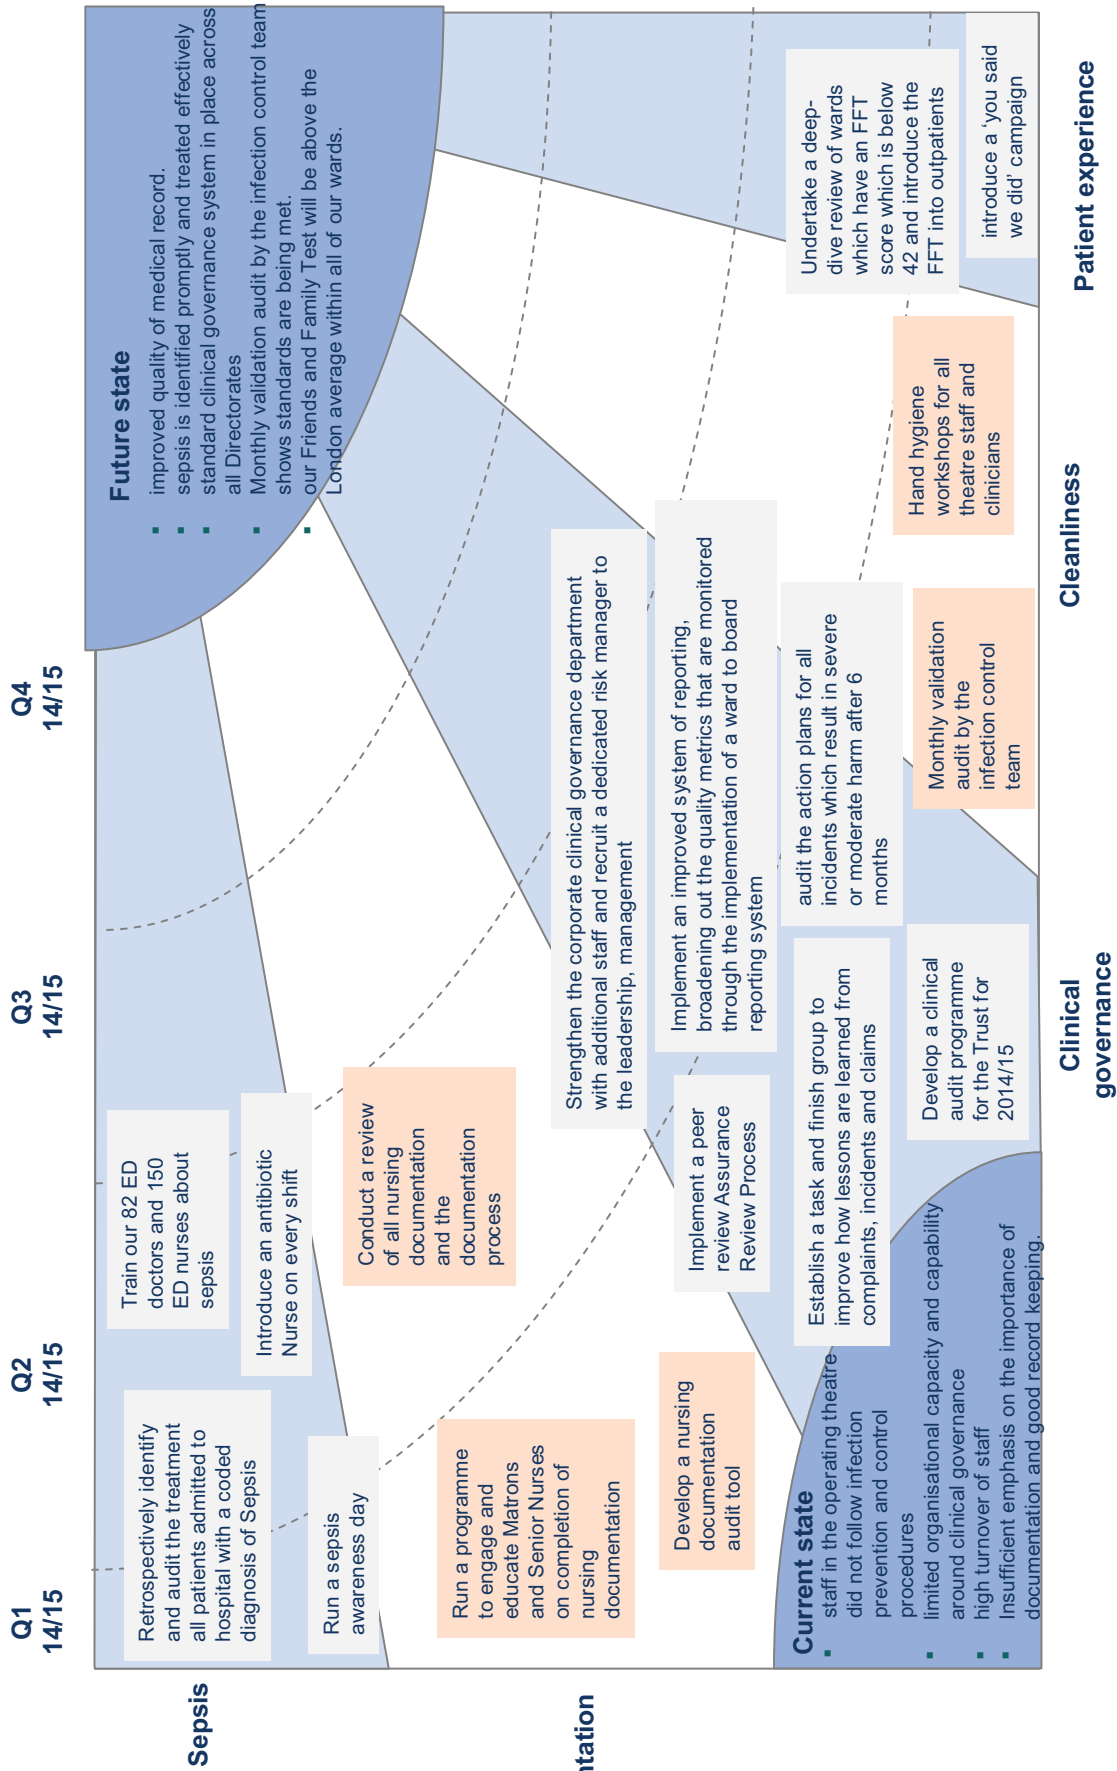 Q1
14/15
Q2
14/15
Q3
14/15
Q4
14/15
Sepsis
Retrospectively identify
and audit the treatment
all patients admitted to
hospital with a coded
diagnosis of Sepsis
Train our 82 ED
doctors and 150
ED nurses about
sepsis
Introduce an antibiotic
Nurse on every shift
Run a sepsis
awareness day
Future state
improved quality of medical record.
sepsis is identified promptly and treated effectively
standard clinical governance system in place across
all Directorates
Monthly validation audit by the infection control team
shows standards are being met.
our Friends and Family Test will be above the
London average within all of our wards.
ntation
Conduct a review
of all nursing
documentation
and the
documentation
process
Run a programme
to engage and
educate Matrons
and Senior Nurses
on completion of
nursing
documentation
Develop a nursing
documentation
audit tool
Strengthen the corporate clinical governance department
with additional staff and recruit a dedicated risk manager to
the leadership, management
Implement an improved system of reporting,
broadening out the quality metrics that are monitored
through the implementation of a ward to board
reporting system
Implement a peer
review Assurance
Review Process
audit the action plans for all
incidents which result in severe
or moderate harm after 6
months
Establish a task and finish group to
improve how lessons are learned from
complaints, incidents and claims
Develop a clinical
audit programme
for the Trust for
2014/15
Undertake a deep-
dive review of wards
which have an FFT
score which is below
42 and introduce the
FFT into outpatients
introduce a ‘you said
we did’ campaign
Hand hygiene
workshops for all
theatre staff and
clinicians
Monthly validation
audit by the
infection control
team
Current state
staff in the operating theatre
did not follow infection
prevention and control
procedures
limited organisational capacity and capability
around clinical governance
high turnover of staff
Insufficient emphasis on the importance of
documentation and good record keeping.
Clinical
governance
Cleanliness
Patient experience